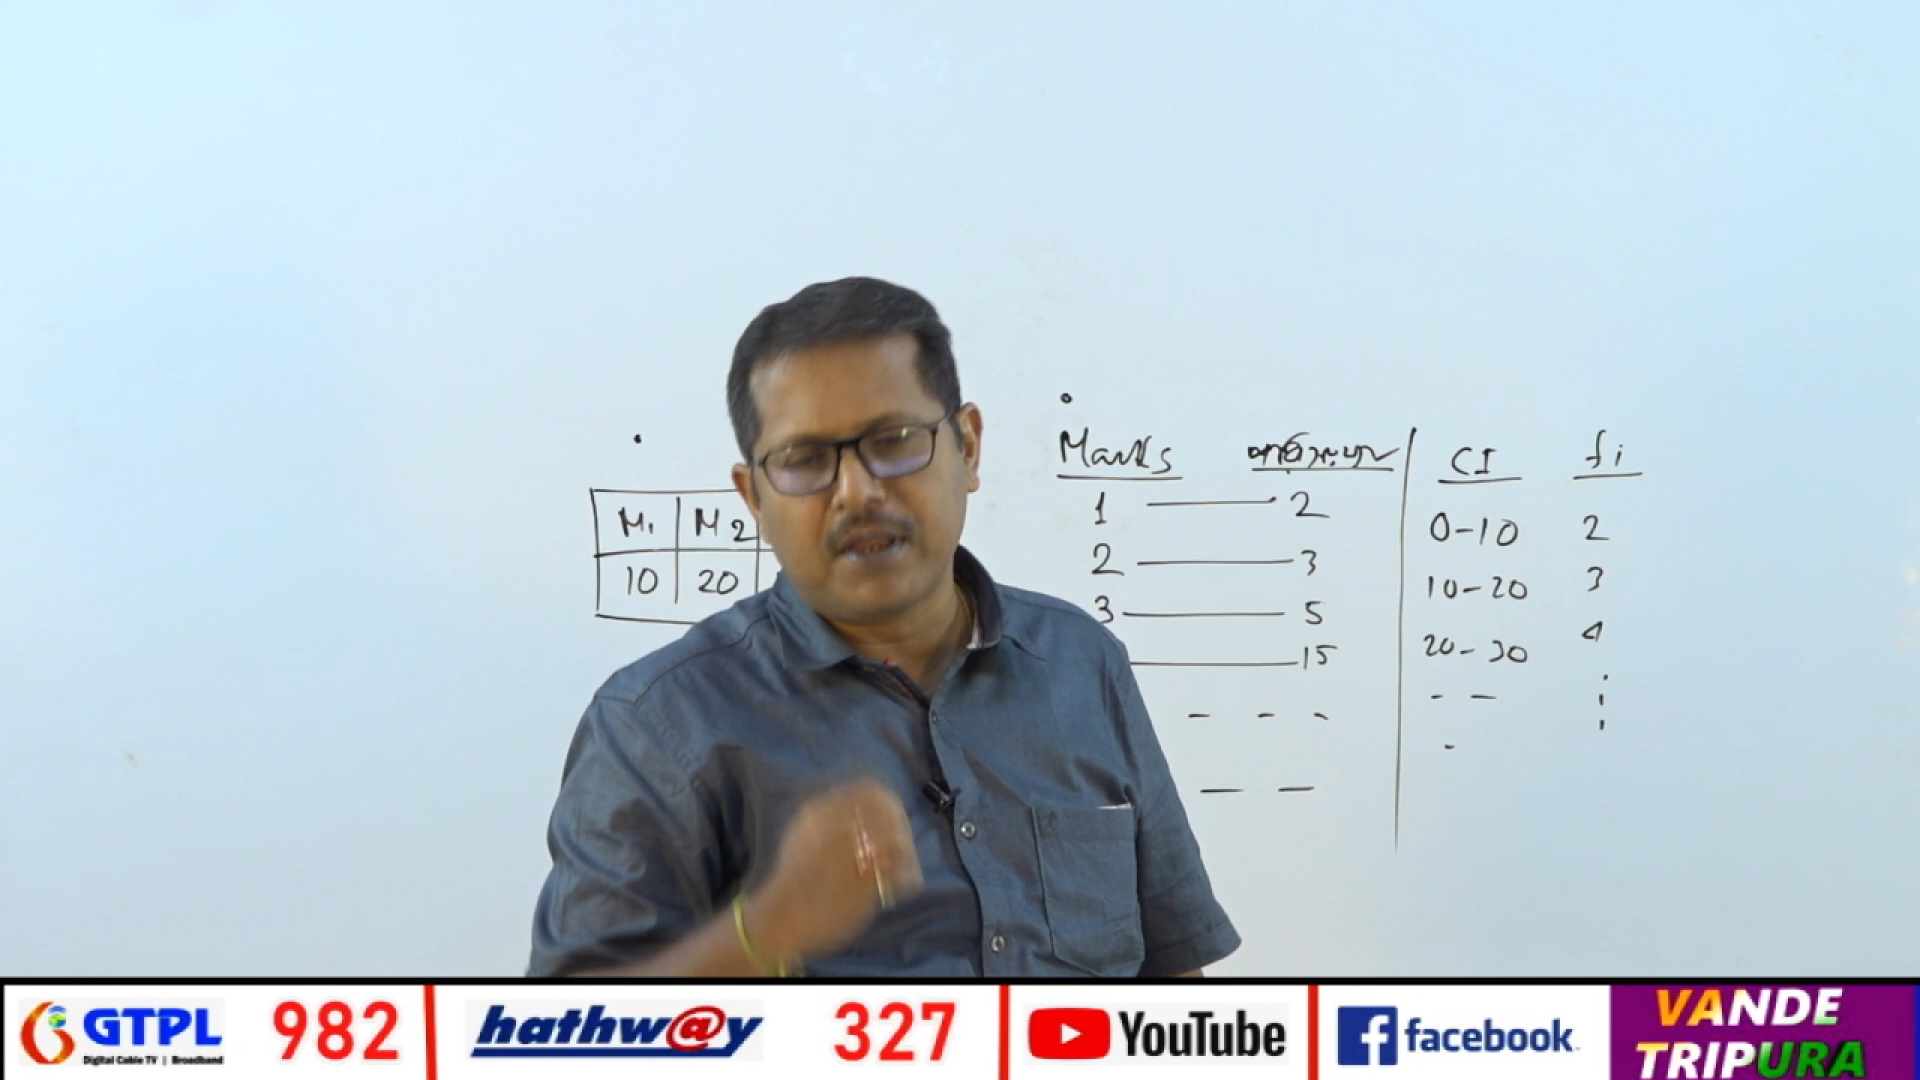 M₁ M2
10 20
Marks CI fi
1 — 2
2 — 3
3 — 5
— 15
- - -
— —
0-10 2
10-20 3
20-30 4
GTPL
Digital Cable TV | Broadband
982
hathw@y
327
YouTube
facebook
VANDE
TRIPURA